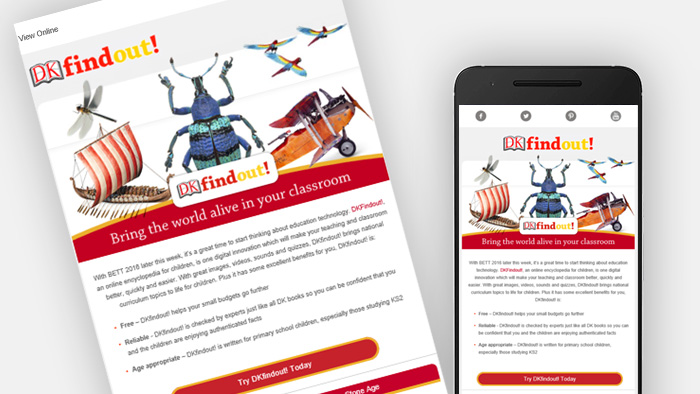 View Online
DK findout!
DK findout!
Bring the world alive in your classroom
With BETT 2016 later this week, it's a great time to start thinking about education technology. DKFindout!,
an online encyclopedia for children, is one digital innovation which will make your teaching and classroom
better, quickly and easier. With great images, videos, sounds and quizzes, DKfindout! brings national
curriculum topics to life for children. Plus it has some excellent benefits for you, DKfindout! is:
• Free – DKfindout! helps your small budgets go further
• Reliable - DKfindout! is checked by experts just like all DK books so you can be confident that you
and the children are enjoying authenticated facts
• Age appropriate – DKfindout! is written for primary school children, especially those studying KS2
Try DKfindout! Today
Stone Age
DK findout!
DK findout!
Bring the world alive in your classroom
With BETT 2016 later this week, it's a great time to start thinking about education
technology. DKFindout!, an online encyclopedia for children, is one digital
innovation which will make your teaching and classroom better, quickly and
easier. With great images, videos, sounds and quizzes, DKfindout! brings national
curriculum topics to life for children. Plus it has some excellent benefits for you,
DKfindout! is:
• Free – DKfindout! helps your small budgets go further
• Reliable - DKfindout! is checked by experts just like all DK books so you can
be confident that you and the children are enjoying authenticated facts
• Age appropriate – DKfindout! is written for primary school children,
especially those studying KS2
Try DKfindout! Today